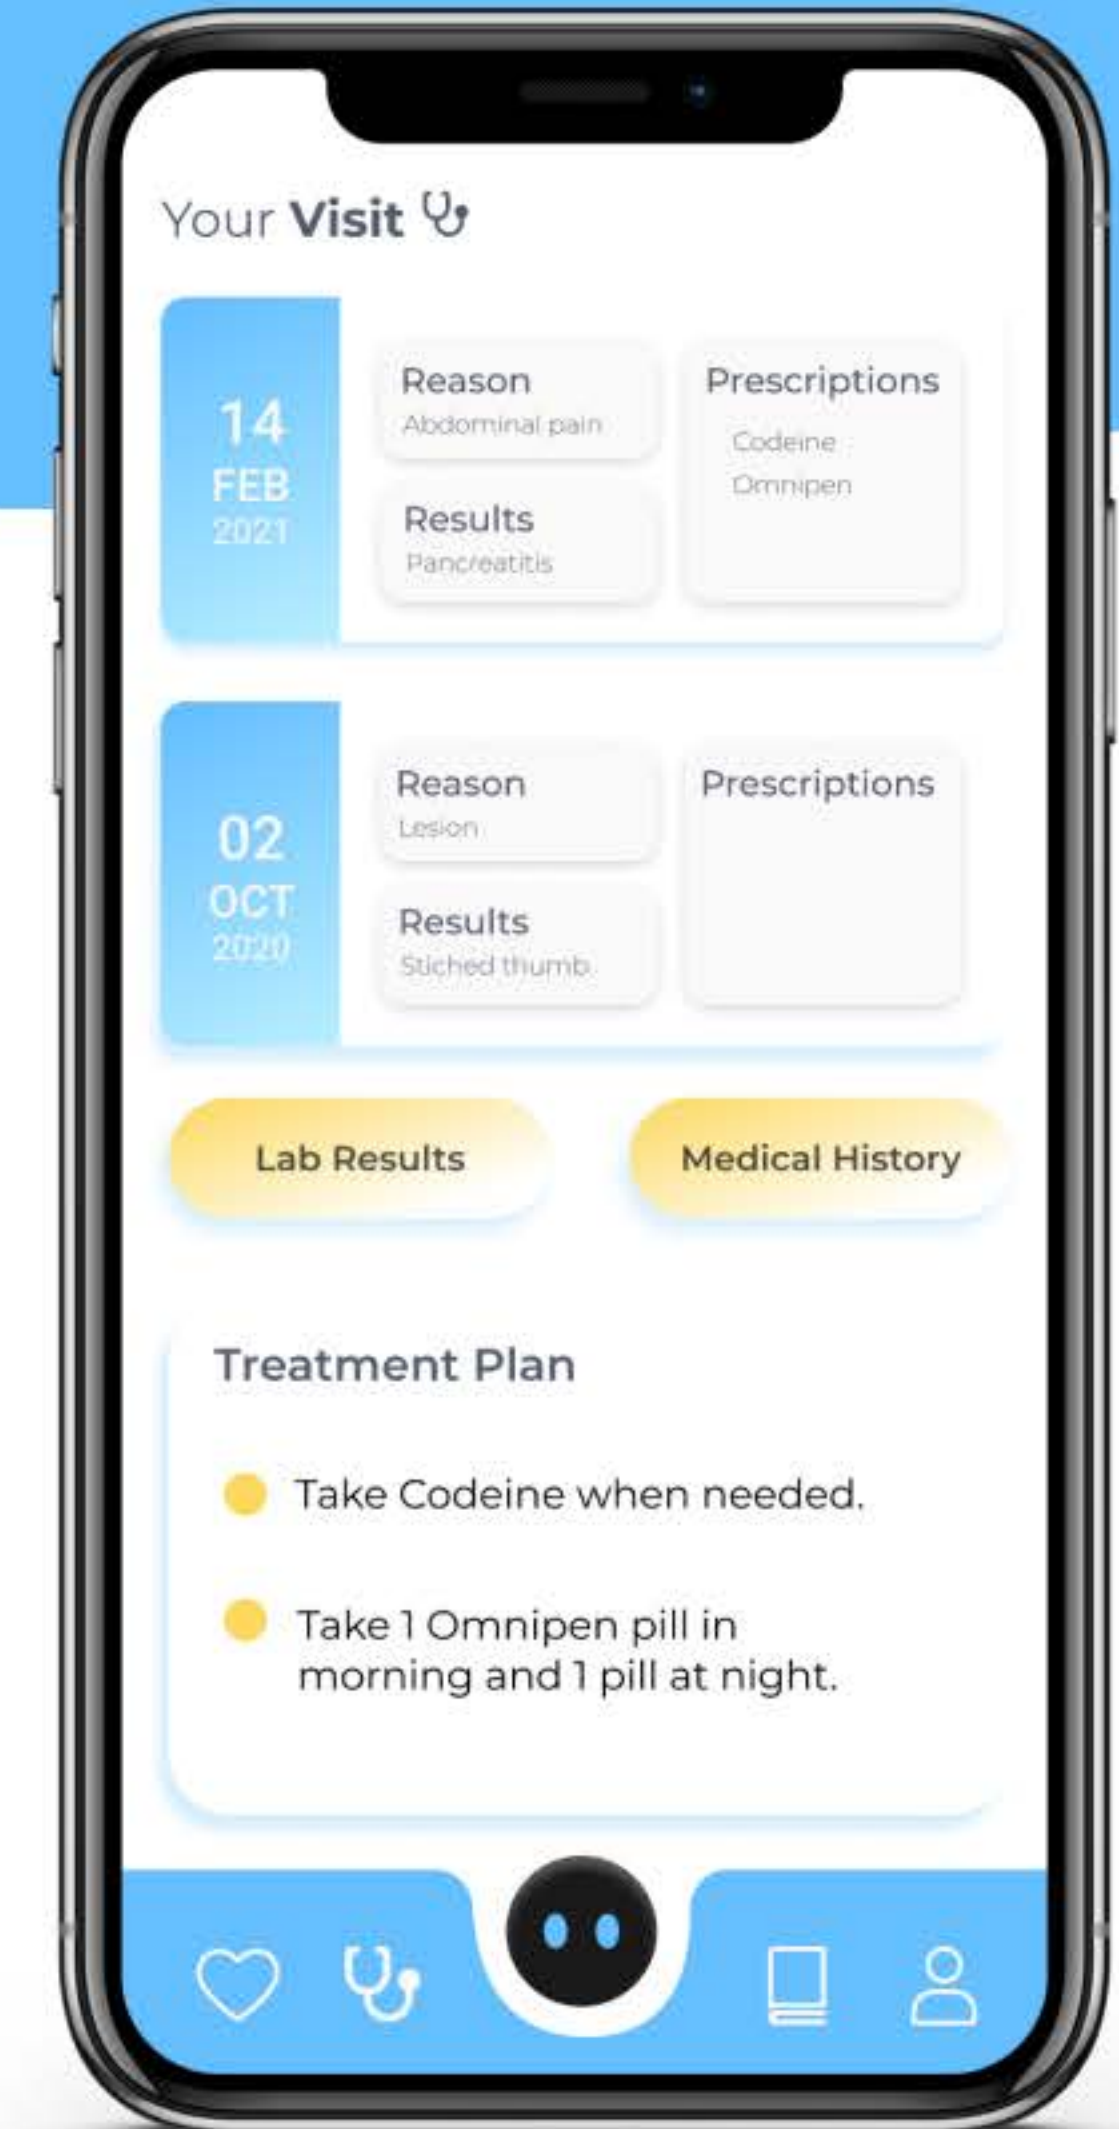 Your Visit
14
FEB
2021
Reason
Abdominal pain
Results
Pancreatitis
Prescriptions
Codeine
Omnipen
02
OCT
2020
Reason
Lesion
Results
Stiched thumb
Prescriptions
Lab Results
Medical History
Treatment Plan
Take Codeine when needed.
Take 1 Omnipen pill in
morning and 1 pill at night.